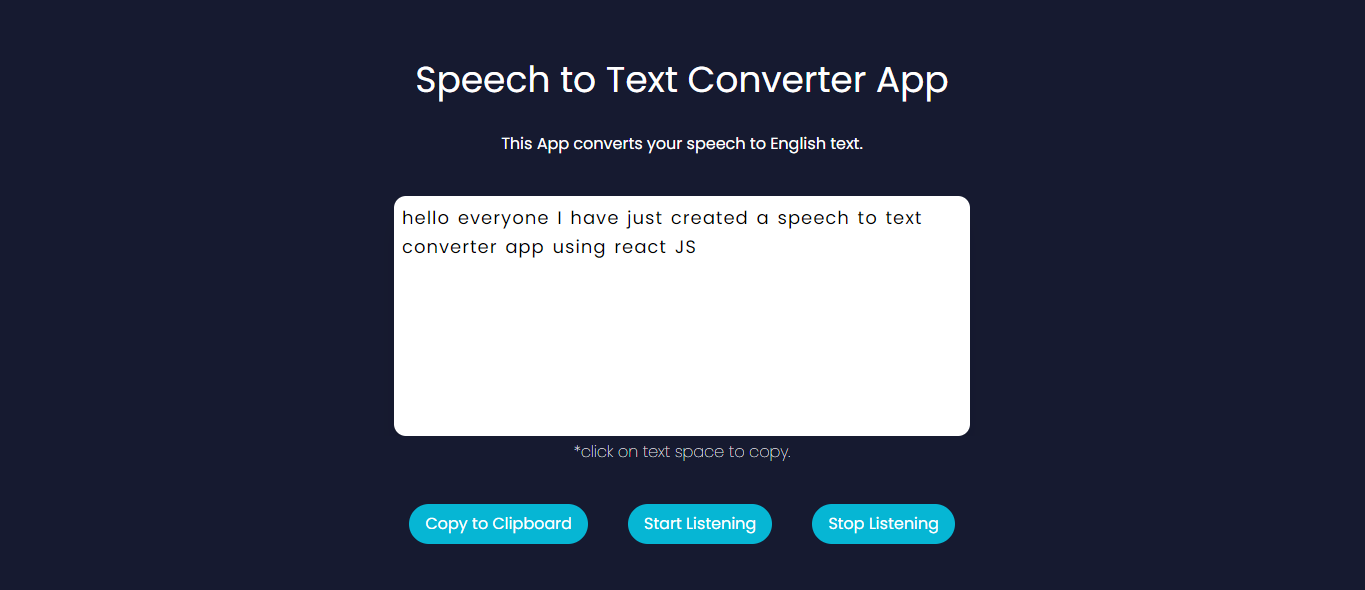 Speech to Text Converter App
This App converts your speech to English text.
hello everyone I have just created a speech to text
converter app using react JS
*click on text space to copy.
Copy to Clipboard
Start Listening
Stop Listening